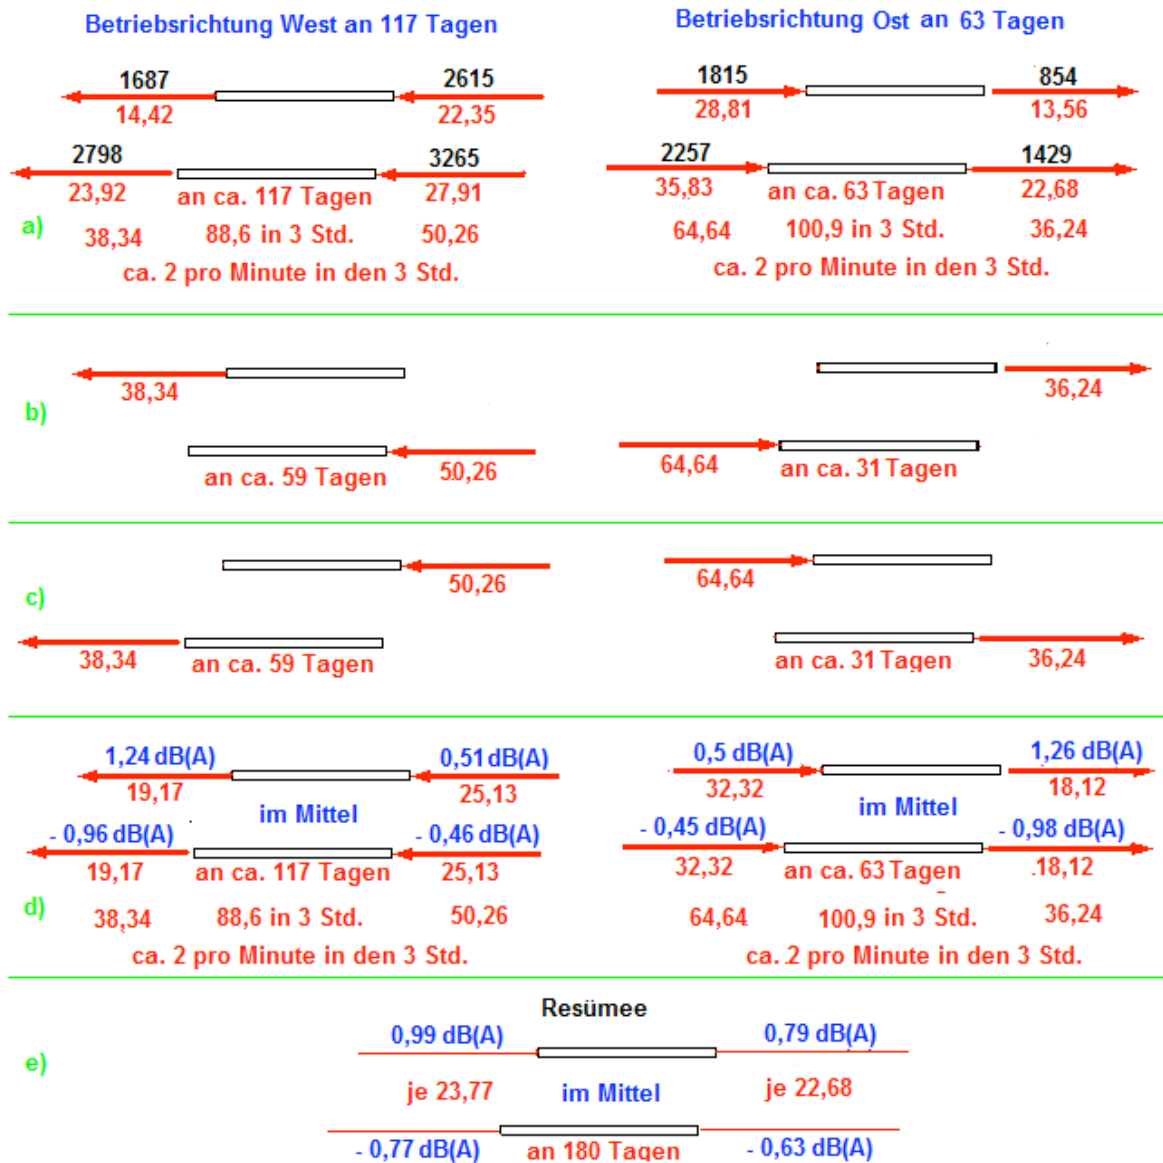 Betriebsrichtung West an 117 Tagen
Betriebsrichtung Ost an 63 Tagen
1687 2615
14,42 22,35
1815 854
28,81 13,56
2798 3265
23,92 an ca. 117 Tagen 27,91
2257 1429
35,83 an ca. 63 Tagen 22,68
a)
38,34 88,6 in 3 Std. 50,26
64,64 100,9 in 3 Std. 36,24
ca. 2 pro Minute in den 3 Std.
ca. 2 pro Minute in den 3 Std.
b)
38,34
36,24
an ca. 59 Tagen 50,26
64,64 an ca. 31 Tagen
c)
50,26
64,64
38,34 an ca. 59 Tagen
an ca. 31 Tagen 36,24
d)
1,24 dB(A) 0,51 dB(A)
19,17 25,13
im Mittel
0,5 dB(A) 1,26 dB(A)
32,32 18,12
im Mittel
- 0,96 dB(A) - 0,46 dB(A)
19,17 an ca. 117 Tagen 25,13
- 0,45 dB(A) - 0,98 dB(A)
32,32 an ca. 63 Tagen 18,12
38,34 88,6 in 3 Std. 50,26
64,64 100,9 in 3 Std. 36,24
ca. 2 pro Minute in den 3 Std.
ca. 2 pro Minute in den 3 Std.
Resümee
e)
0,99 dB(A) 0,79 dB(A)
je 23,77 im Mittel je 22,68
- 0,77 dB(A) an 180 Tagen - 0,63 dB(A)